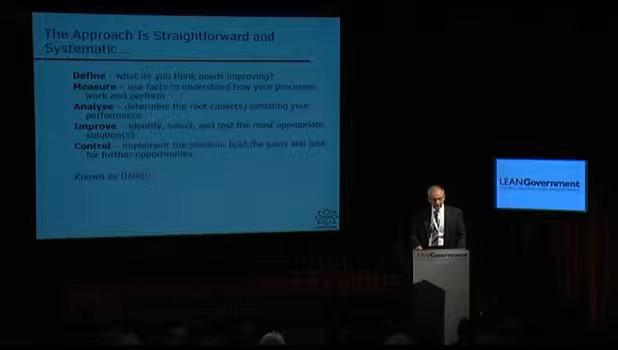 The Approach Is Straightforward and
Systematic ...
Define – what do you think needs improving?
Measure – use facts to understand how your processes
work and perform
Analyse – determine the root cause(s) inhibiting your
performance
Improve – identify, select, and test the most appropriate
solution(s)
Control – implement the solution, hold the gains and look
for further opportunities.
Known as DMAIC
LEANGovernment
LEANGovernment